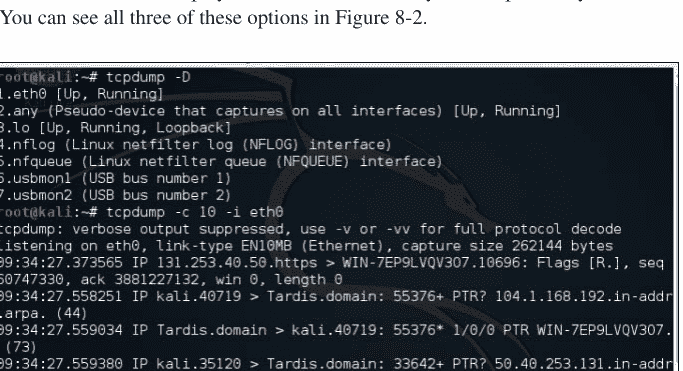 You can see all three of these options in Figure 8-2.
root@kali:~# tcpdump -D
1.eth0 [Up, Running]
2.any (Pseudo-device that captures on all interfaces) [Up, Running]
3.lo [Up, Running, Loopback]
4.nflog (Linux netfilter log (NFLOG) interface)
5.nfqueue (Linux netfilter queue (NFQUEUE) interface)
6.usbmon1 (USB bus number 1)
7.usbmon2 (USB bus number 2)
root@kali:~# tcpdump -c 10 -i eth0
tcpdump: verbose output suppressed, use -v or -vv for full protocol decode
listening on eth0, link-type EN10MB (Ethernet), capture size 262144 bytes
09:34:27.373565 IP 131.253.40.50.https > WIN-7EP9LVQV3O7.10696: Flags [R.], seq
60747330, ack 3881227132, win 0, length 0
09:34:27.558251 IP kali.40719 > Tardis.domain: 55376+ PTR? 104.1.168.192.in-addr
.arpa. (44)
09:34:27.559034 IP Tardis.domain > kali.40719: 55376* 1/0/0 PTR WIN-7EP9LVQV3O7.
(73)
09:34:27.559380 IP kali.35120 > Tardis.domain: 33642+ PTR? 50.40.253.131.in-addr